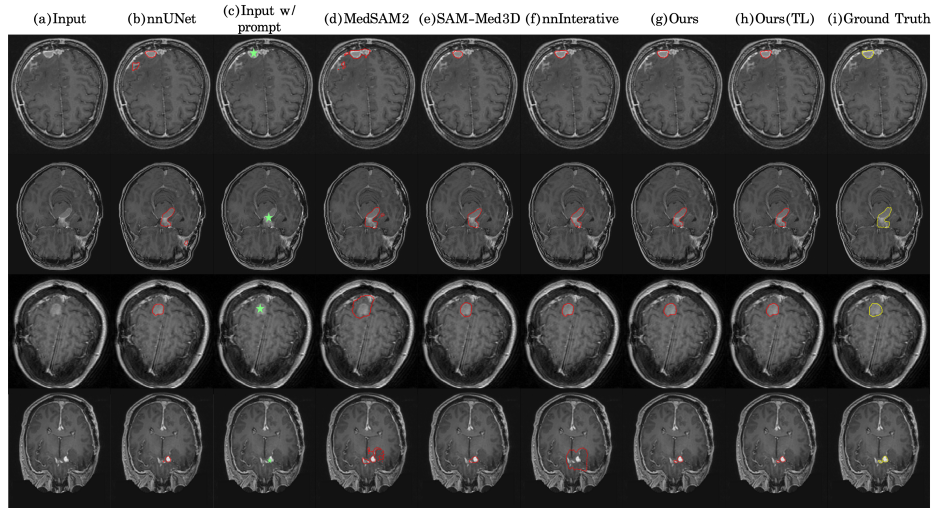 (a)Input
(b)nnUNet
(c)Input w/
prompt
(d)MedSAM2
(e)SAM-Med3D
(f)nnInterative
(g)Ours
(h)Ours(TL)
(i)Ground Truth